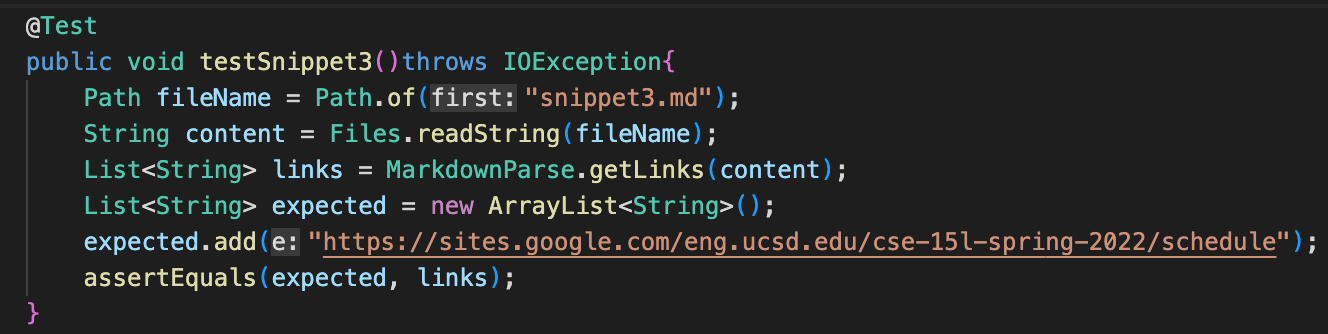 @Test
public void testSnippet3()throws IOException{
    Path fileName = Path.of(first: "snippet3.md");
    String content = Files.readString(fileName);
    List<String> links = MarkdownParse.getLinks(content);
    List<String> expected = new ArrayList<String>();
    expected.add(e: "https://sites.google.com/eng.ucsd.edu/cse-15l-spring-2022/schedule");
    assertEquals(expected, links);
}